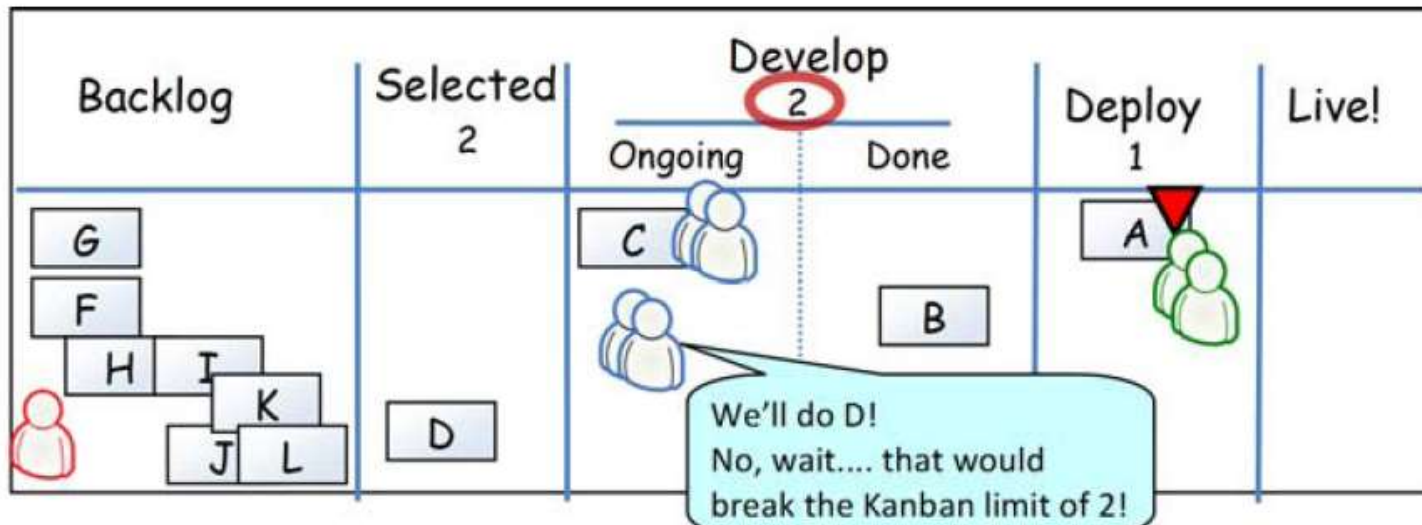 Backlog
Selected
2
Develop
2
Ongoing
Done
Deploy
1
Live!
G
F
H
I
K
J
L
D
C
B
A
We'll do D!
No, wait.... that would
break the Kanban limit of 2!